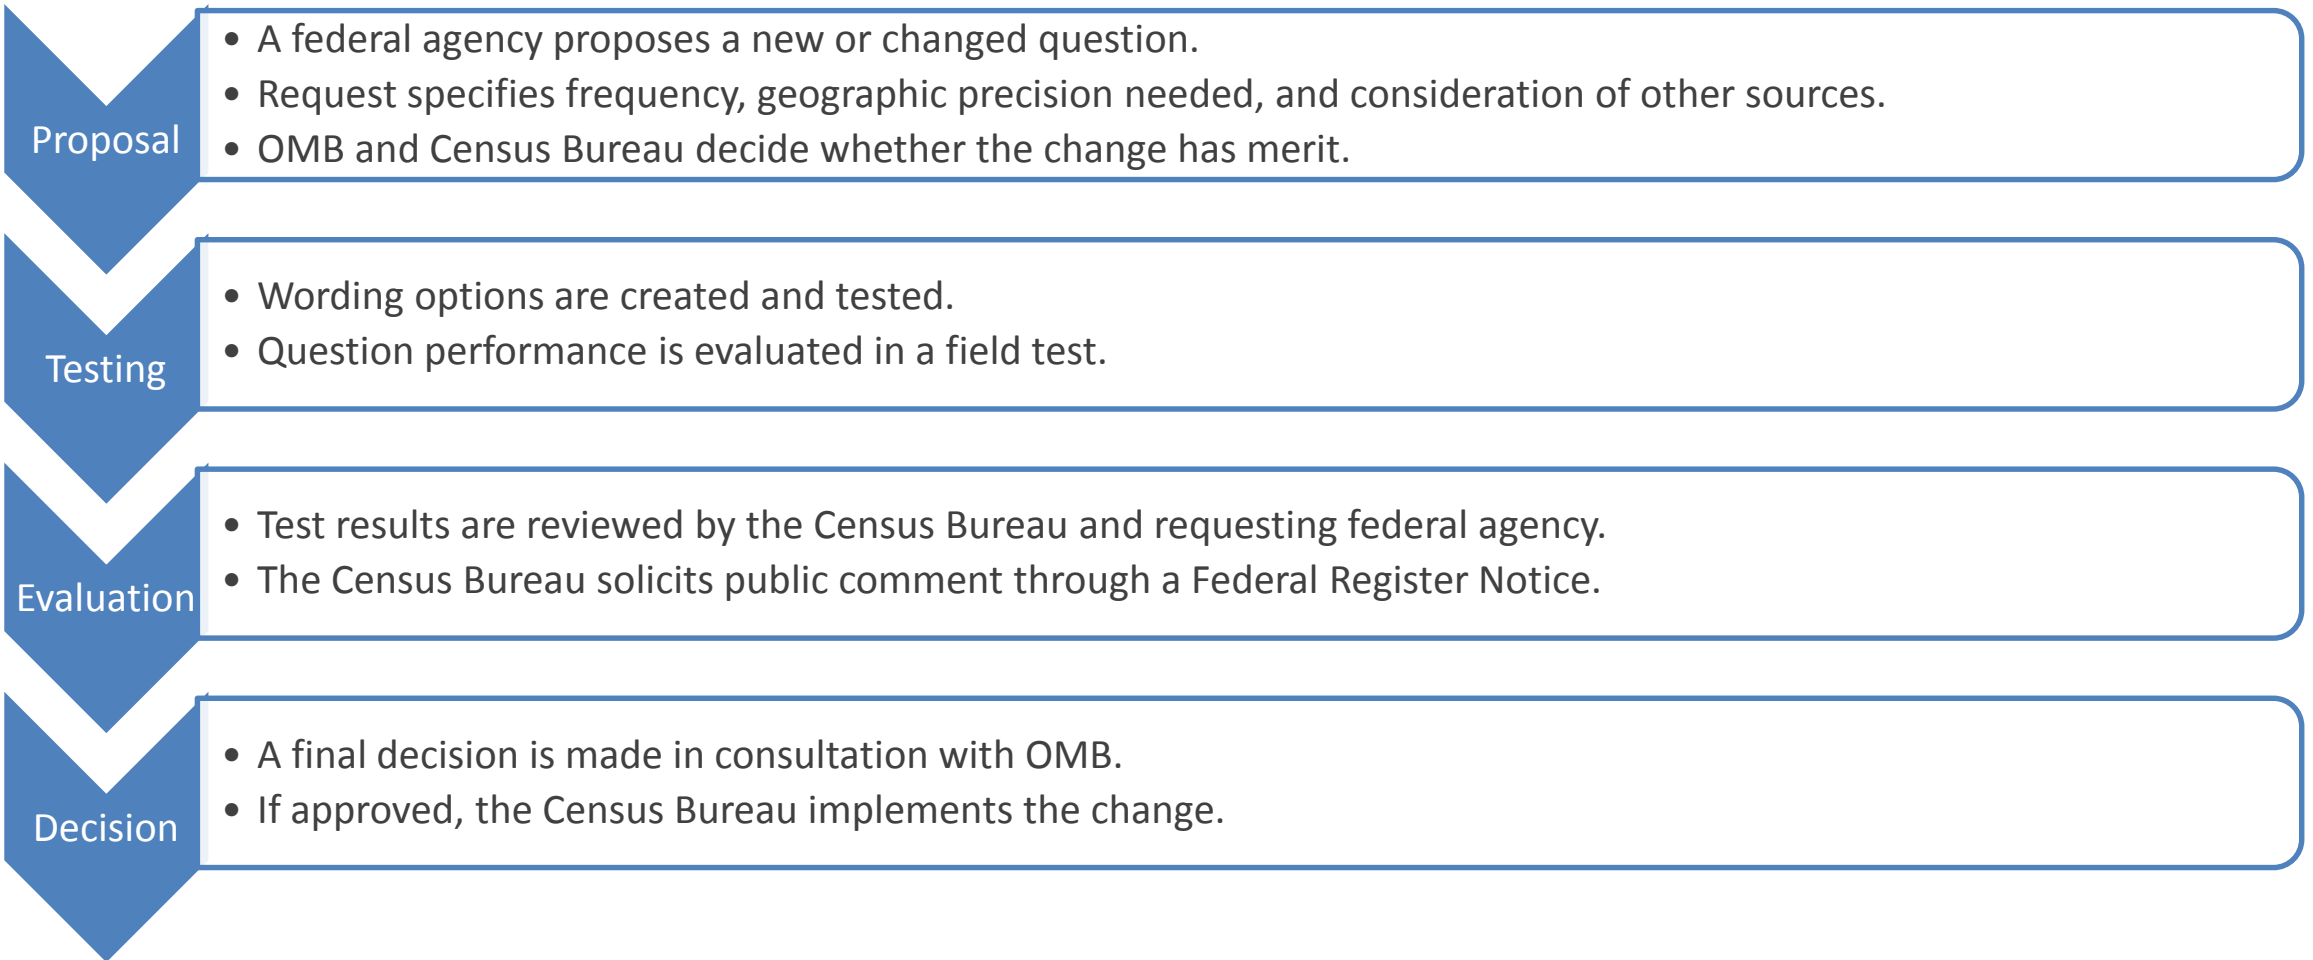 Proposal
• A federal agency proposes a new or changed question.
• Request specifies frequency, geographic precision needed, and consideration of other sources.
• OMB and Census Bureau decide whether the change has merit.
Testing
• Wording options are created and tested.
• Question performance is evaluated in a field test.
Evaluation
• Test results are reviewed by the Census Bureau and requesting federal agency.
• The Census Bureau solicits public comment through a Federal Register Notice.
Decision
• A final decision is made in consultation with OMB.
• If approved, the Census Bureau implements the change.